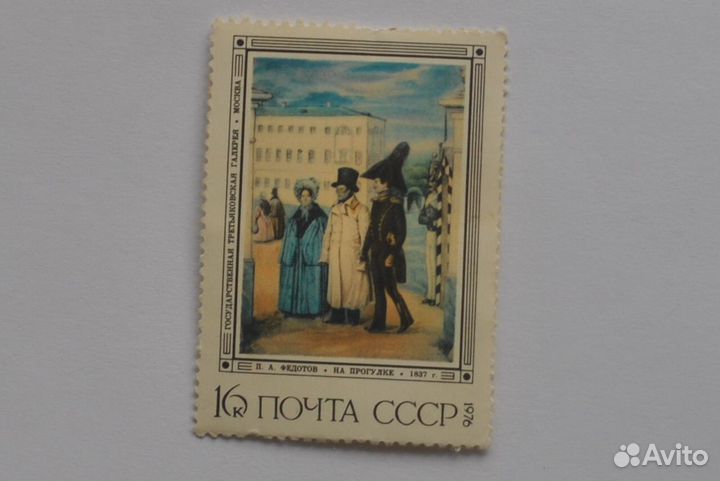 ГОСУДАРСТВЕННАЯ ТРЕТЬЯКОВСКАЯ ГАЛЕРЕЯ • МОСКВА
П. А. ФЕДОТОВ • НА ПРОГУЛКЕ • 1837 г.
16к ПОЧТА СССР 1976
Avito